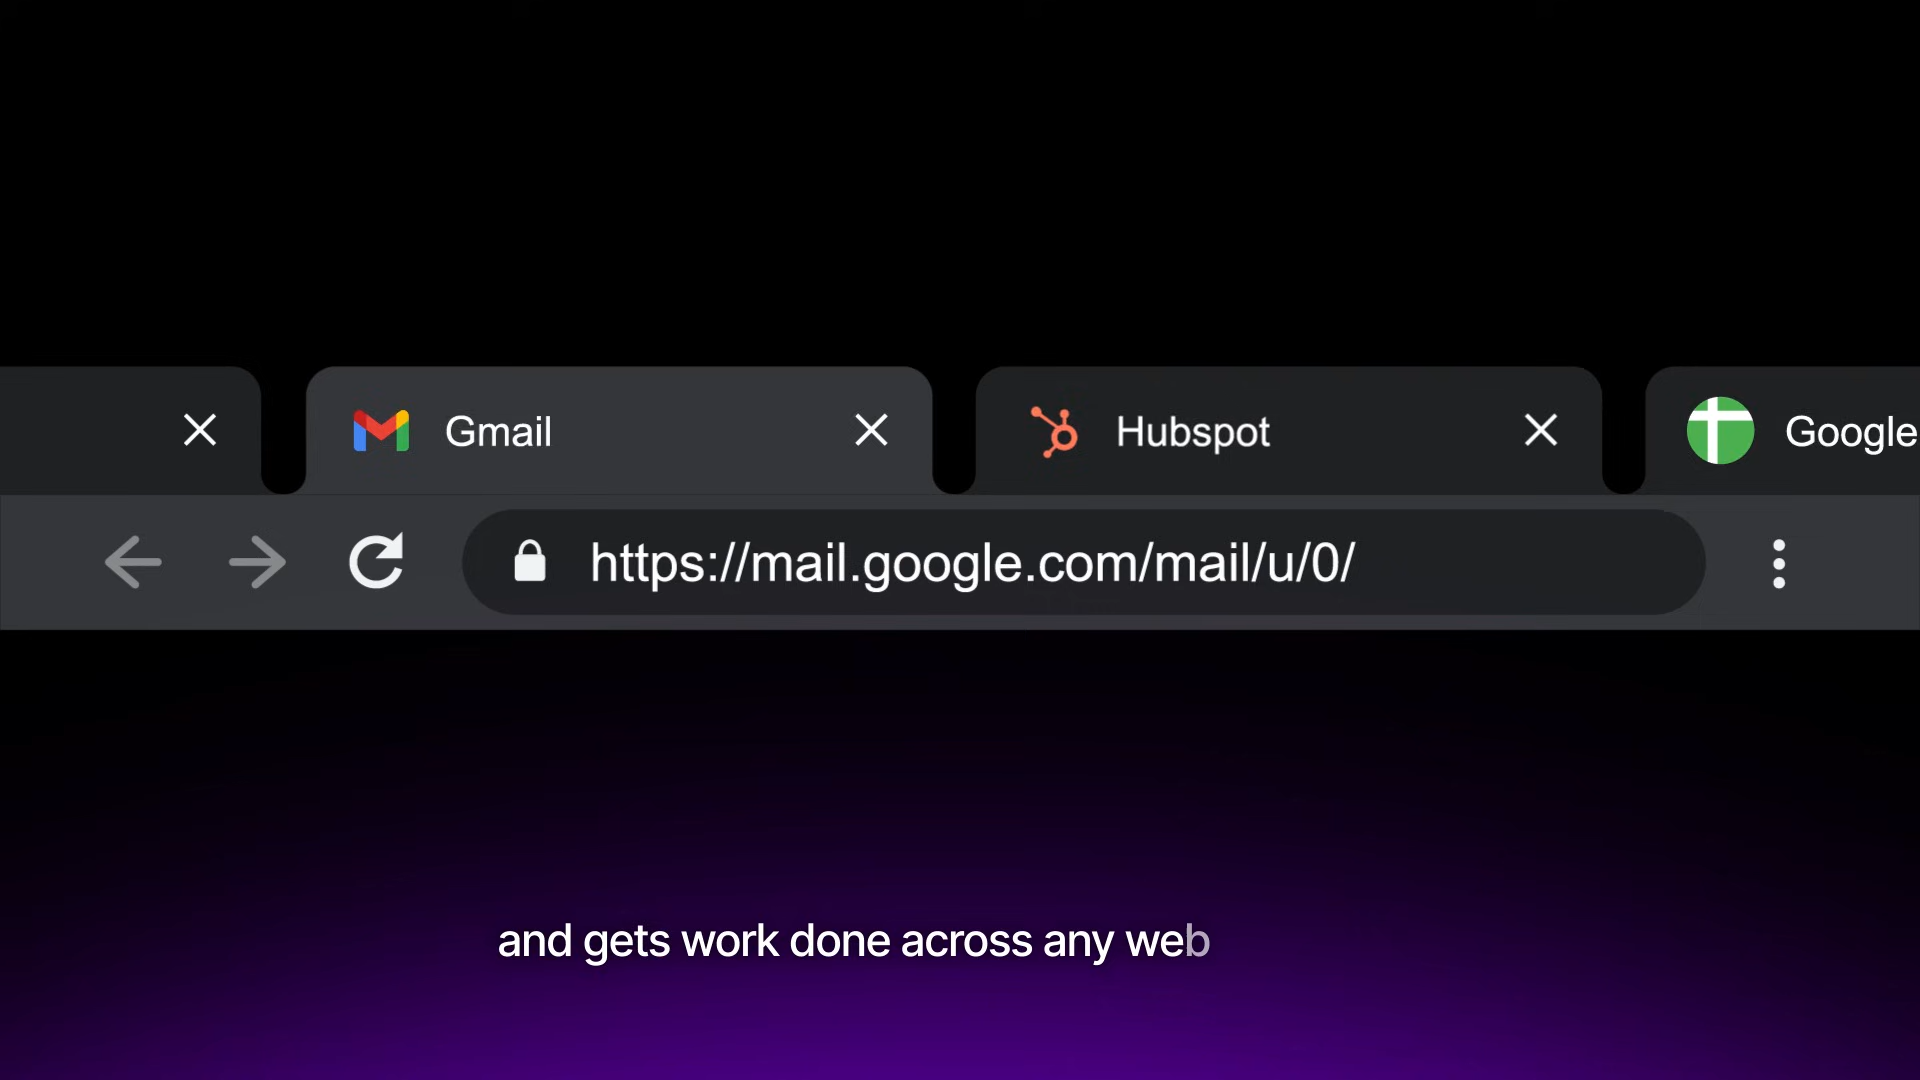 Gmail
Hubspot
Google
https://mail.google.com/mail/u/0/
and gets work done across any web